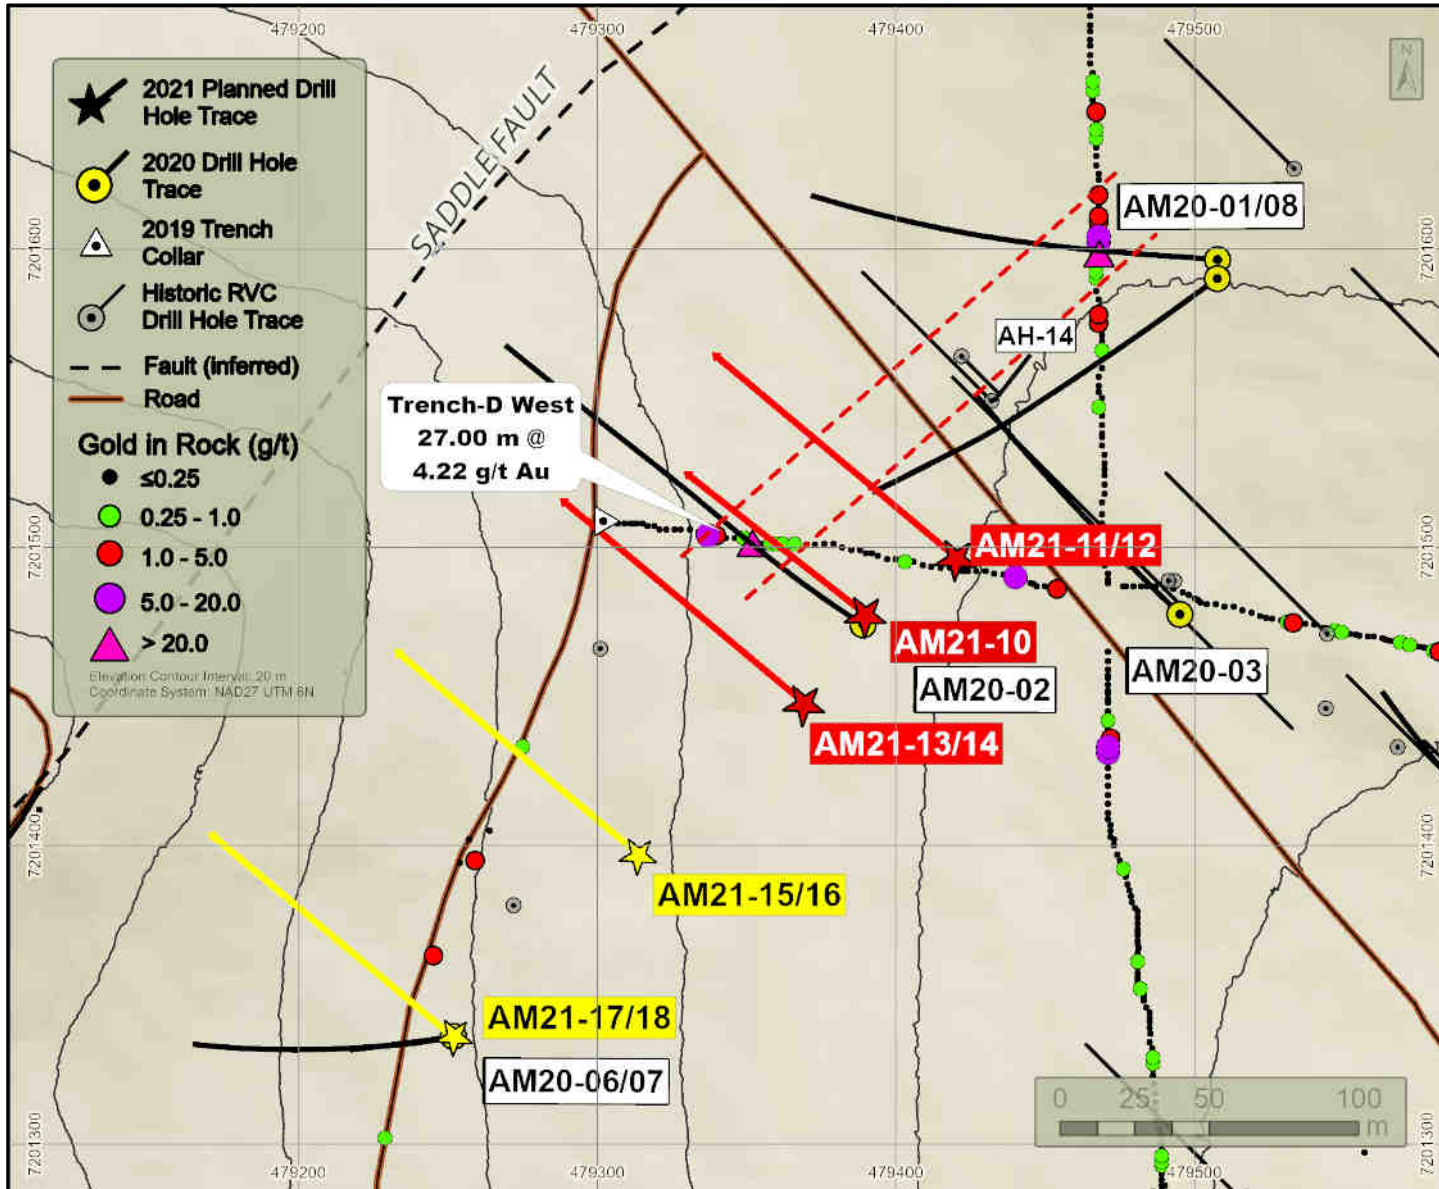 479200
479300
479400
479500
N
2021 Planned Drill
Hole Trace
2020 Drill Hole
Trace
2019 Trench
Collar
Historic RVC
Drill Hole Trace
Fault (inferred)
Road
Gold in Rock (g/t)
≤0.25
0.25 - 1.0
1.0 - 5.0
5.0 - 20.0
> 20.0
Elevation Contour Interval: 20 m
Coordinate System: NAD27 UTM 6N
SADDLE FAULT
AM20-01/08
7201600
7201600
AH-14
Trench-D West
27.00 m @
4.22 g/t Au
7201500
7201500
AM21-11/12
AM21-10
AM20-02
AM20-03
AM21-13/14
7201400
7201400
AM21-15/16
AM21-17/18
AM20-06/07
0
25
50
100
m
7201300
7201300
479200
479300
479400
479500